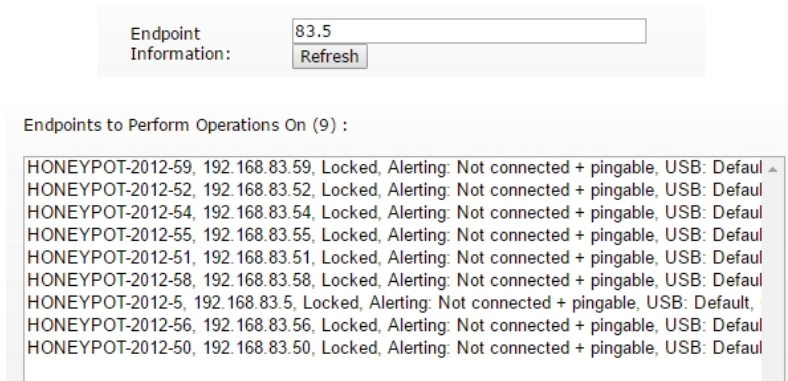 Endpoint
Information:
83.5
Refresh
Endpoints to Perform Operations On (9) :
HONEYPOT-2012-59, 192.168.83.59, Locked, Alerting: Not connected + pingable, USB: Defaul
HONEYPOT-2012-52, 192.168.83.52, Locked, Alerting: Not connected + pingable, USB: Defaul
HONEYPOT-2012-54, 192.168.83.54, Locked, Alerting: Not connected + pingable, USB: Defaul
HONEYPOT-2012-55, 192.168.83.55, Locked, Alerting: Not connected + pingable, USB: Defaul
HONEYPOT-2012-51, 192.168.83.51, Locked, Alerting: Not connected + pingable, USB: Defaul
HONEYPOT-2012-58, 192.168.83.58, Locked, Alerting: Not connected + pingable, USB: Defaul
HONEYPOT-2012-5, 192.168.83.5, Locked, Alerting: Not connected + pingable, USB: Default,
HONEYPOT-2012-56, 192.168.83.56, Locked, Alerting: Not connected + pingable, USB: Defaul
HONEYPOT-2012-50, 192.168.83.50, Locked, Alerting: Not connected + pingable, USB: Defaul